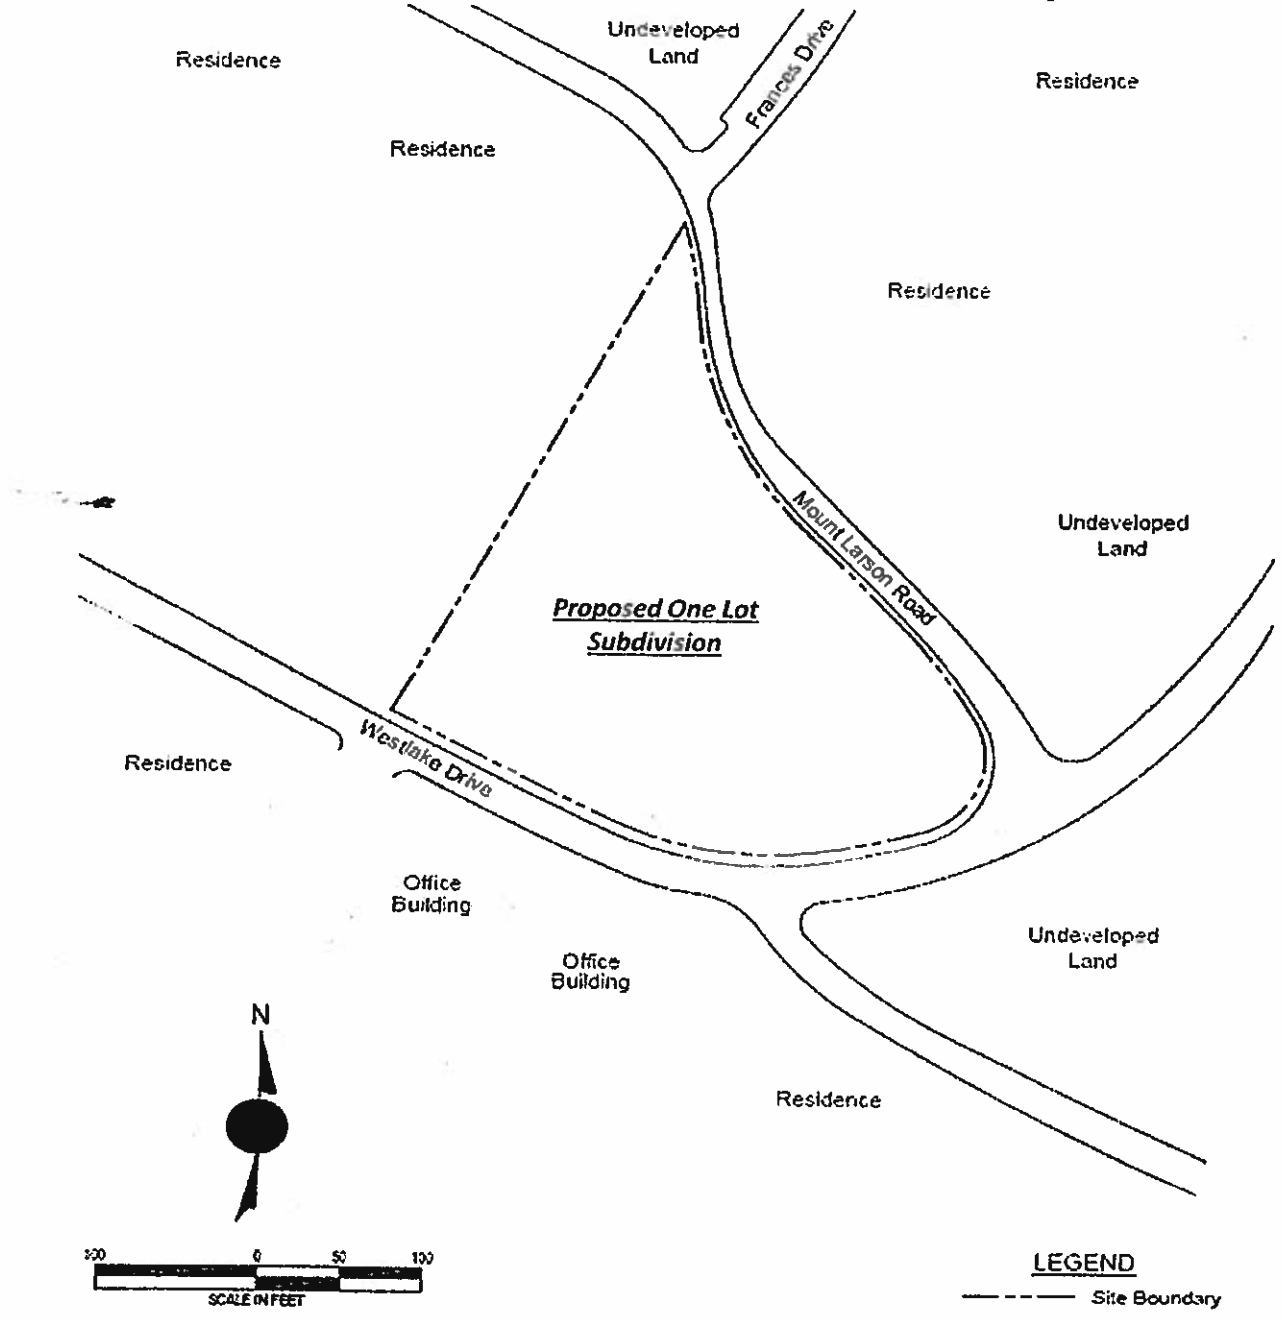 Undeveloped
Land
Frances Drive
Residence
Residence
Residence
Residence
Mount Larson Road
Undeveloped
Land
Proposed One Lot
Subdivision
Westlake Drive
Residence
Office
Building
Office
Building
Undeveloped
Land
N
Residence
100 0 50 100
SCALE IN FEET
LEGEND
Site Boundary